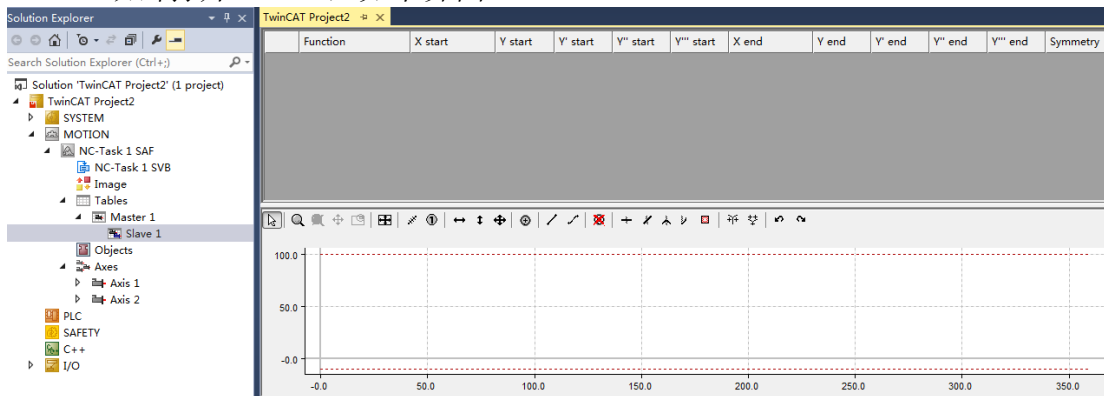 Solution Explorer
Search Solution Explorer (Ctrl+;)
Solution 'TwinCAT Project2' (1 project)
TwinCAT Project2
SYSTEM
MOTION
NC-Task 1 SAF
NC-Task 1 SVB
Image
Tables
Master 1
Slave 1
Objects
Axes
Axis 1
Axis 2
PLC
SAFETY
C++
I/O
TwinCAT Project2
Function X start Y start Y' start Y'' start Y''' start X end Y end Y' end Y'' end Y''' end Symmetry
100.0
50.0
-0.0
-0.0 50.0 100.0 150.0 200.0 250.0 300.0 350.0